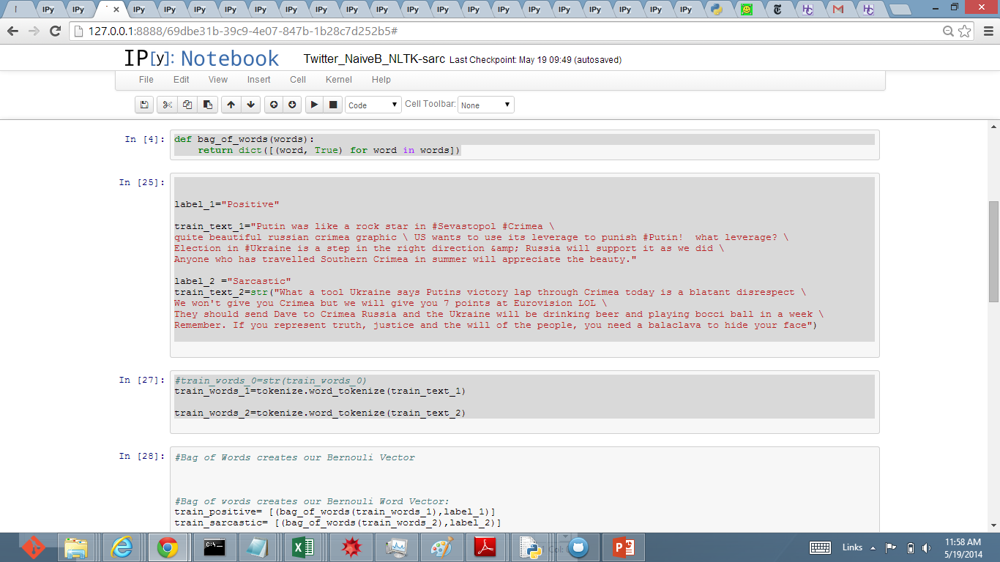 IPy IPy IPy IPy IPy IPy IPy IPy IPy IPy IPy IPy IPy IPy IPy IPy IPy IPy IPy IPy IPy
127.0.0.1:8888/69dbe31b-39c9-4e07-847b-1b28c7d252b5#
IP[y]: Notebook Twitter_NaiveB_NLTK-sarc Last Checkpoint: May 19 09:49 (autosaved)
File Edit View Insert Cell Kernel Help
Code Cell Toolbar: None
In [4]: def bag_of_words(words):
return dict([(word, True) for word in words])
In [25]:
label_1="Positive"
train_text_1="Putin was like a rock star in #Sevastopol #Crimea \
quite beautiful russian crimea graphic \ US wants to use its leverage to punish #Putin!  what leverage? \
Election in #Ukraine is a step in the right direction &amp; Russia will support it as we did \
Anyone who has travelled Southern Crimea in summer will appreciate the beauty."
label_2 ="Sarcastic"
train_text_2=str("What a tool Ukraine says Putins victory lap through Crimea today is a blatant disrespect \
We won't give you Crimea but we will give you 7 points at Eurovision LOL \
They should send Dave to Crimea Russia and the Ukraine will be drinking beer and playing bocci ball in a week \
Remember. If you represent truth, justice and the will of the people, you need a balaclava to hide your face")
In [27]: #train_words_0=str(train_words_0)
train_words_1=tokenize.word_tokenize(train_text_1)
train_words_2=tokenize.word_tokenize(train_text_2)
In [28]: #Bag of Words creates our Bernouli Vector
#Bag of words creates our Bernouli Word Vector:
train_positive= [(bag_of_words(train_words_1),label_1)]
train_sarcastic= [(bag_of_words(train_words_2),label_2)]
Links 11:58 AM
5/19/2014